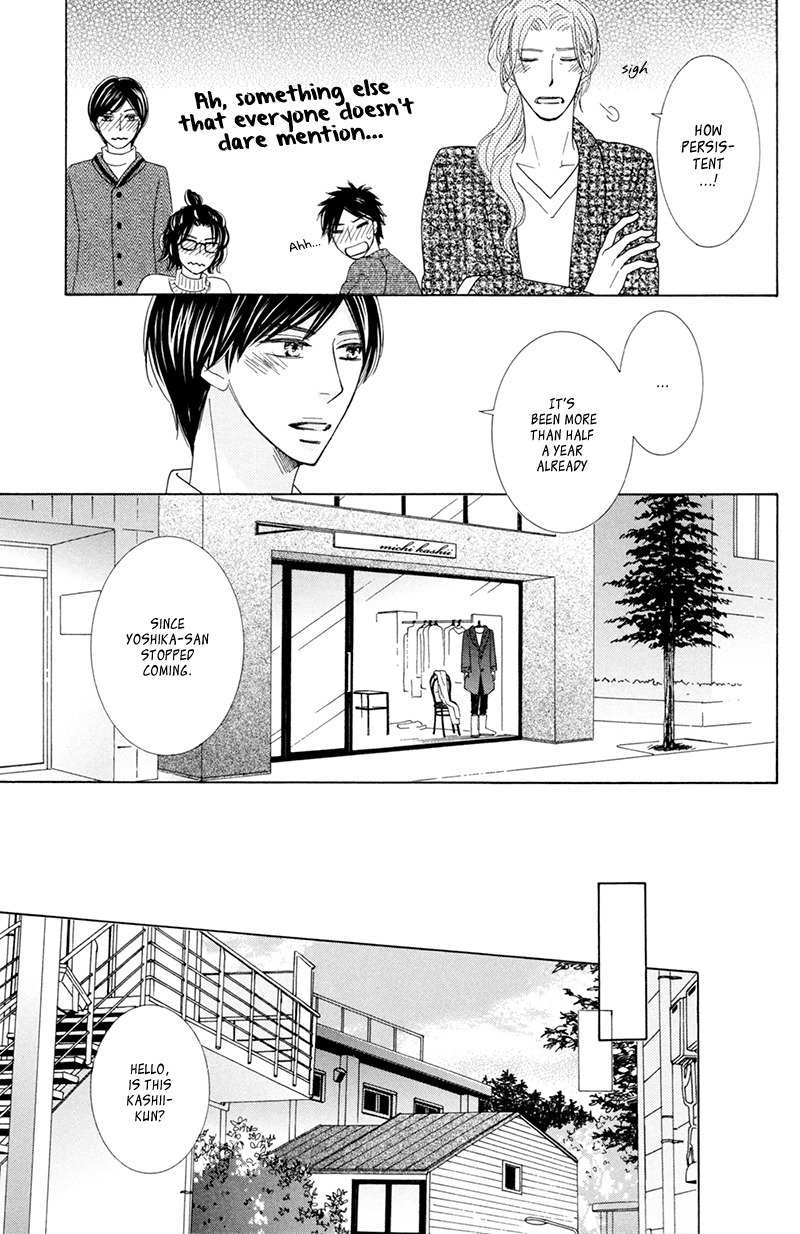 HOW
PERSIS-
TENT
...!
sigh
Ah, something else
that everyone doesn't
dare mention...
Ahh...
...
IT'S
BEEN MORE
THAN HALF
A YEAR
ALREADY
michi kashii
SINCE
YOSHIKA-SAN
STOPPED
COMING.
HELLO,
IS THIS
KASHII-
KUN?